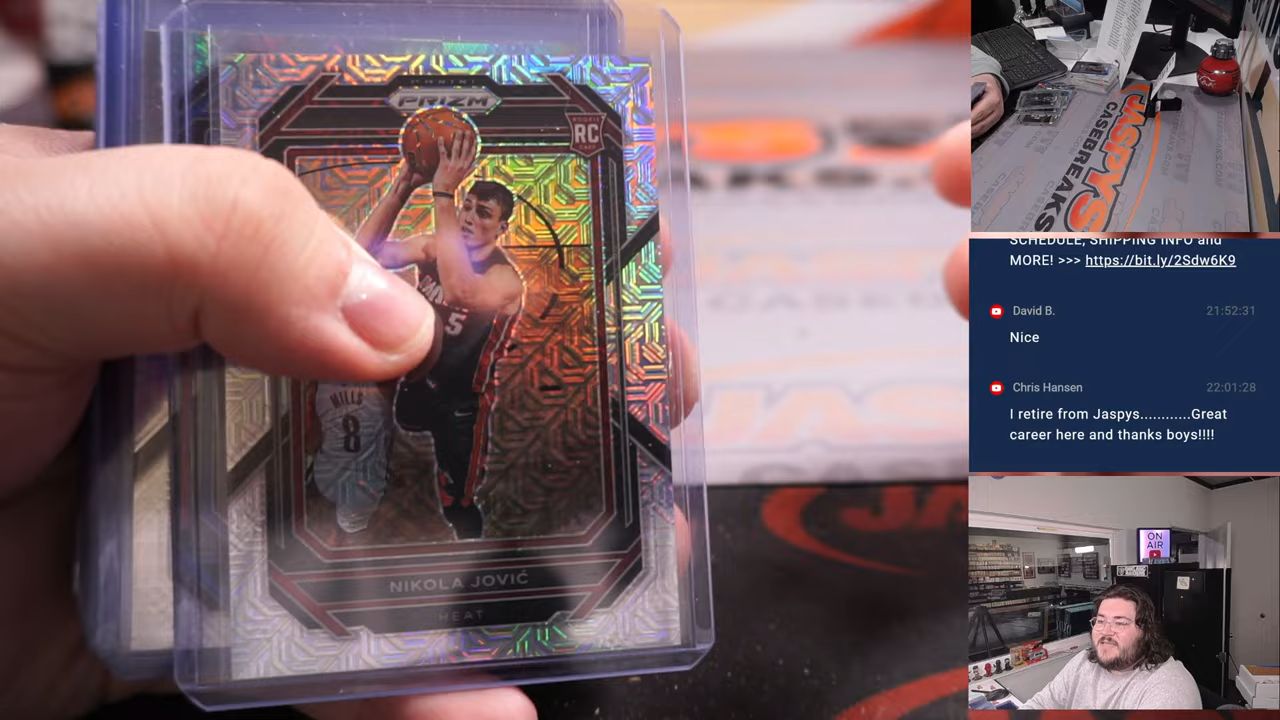 PANINI
PRIZM
ROOKIE
RC
CARD
5
MILLS
8
NIKOLA JOVIĆ
HEAT
JASPYS
CASEBREAKS
SCHEDULE, SHIPPING INFO and
MORE! >>> https://bit.ly/2Sdw6K9
David B. 21:52:31
Nice
Chris Hansen 22:01:28
I retire from Jaspys............Great
career here and thanks boys!!!!
ON
AIR